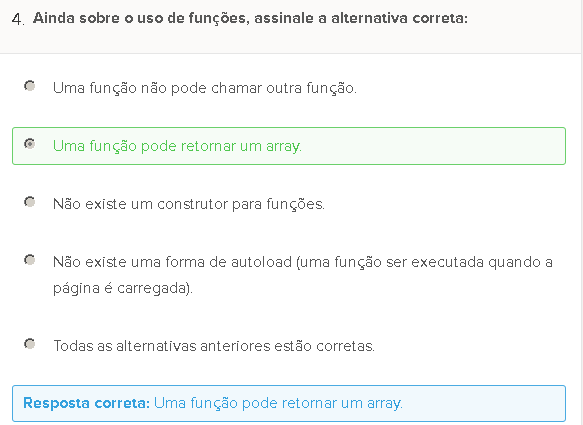 4. Ainda sobre o uso de funções, assinale a alternativa correta:
Uma função não pode chamar outra função.
Uma função pode retornar um array.
Não existe um construtor para funções.
Não existe uma forma de autoload (uma função ser executada quando a
página é carregada).
Todas as alternativas anteriores estão corretas.
Resposta correta: Uma função pode retornar um array.